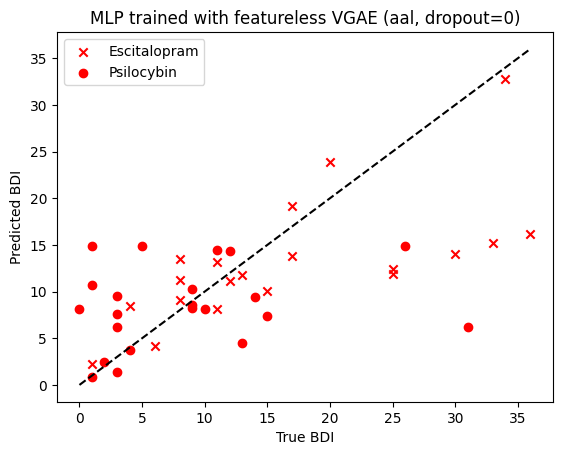 MLP trained with featureless VGAE (aal, dropout=0)
Escitalopram
Psilocybin
Predicted BDI
35
30
25
20
15
10
5
0
0 5 10 15 20 25 30 35
True BDI